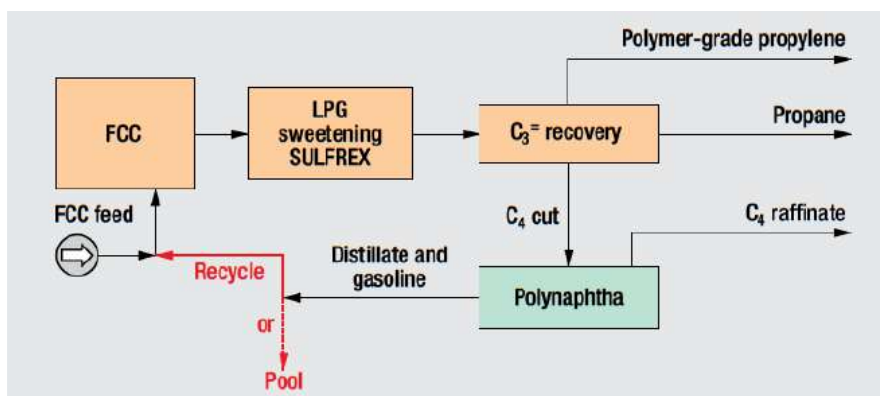 Polymer-grade propylene
FCC
LPG
sweetening
SULFREX
C₃⁼ recovery
Propane
FCC feed
C₄ cut
C₄ raffinate
Recycle
Distillate and
gasoline
Polynaphtha
or
Pool